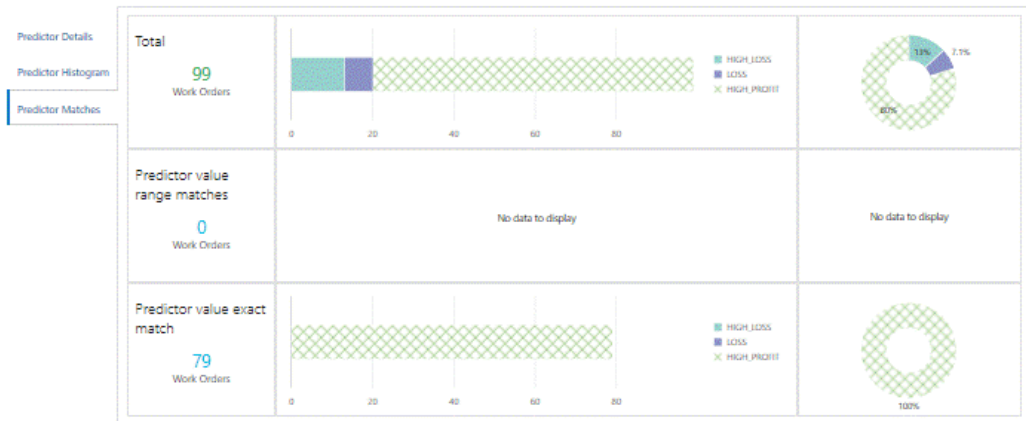 Predictor Details
Predictor Histogram
Predictor Matches
Total
99
Work Orders
0
20
40
60
80
HIGH_LOSS
LOSS
HIGH_PROFIT
13%
7.1%
80%
Predictor value
range matches
0
Work Orders
No data to display
No data to display
Predictor value exact
match
79
Work Orders
0
20
40
60
80
HIGH_LOSS
LOSS
HIGH_PROFIT
100%